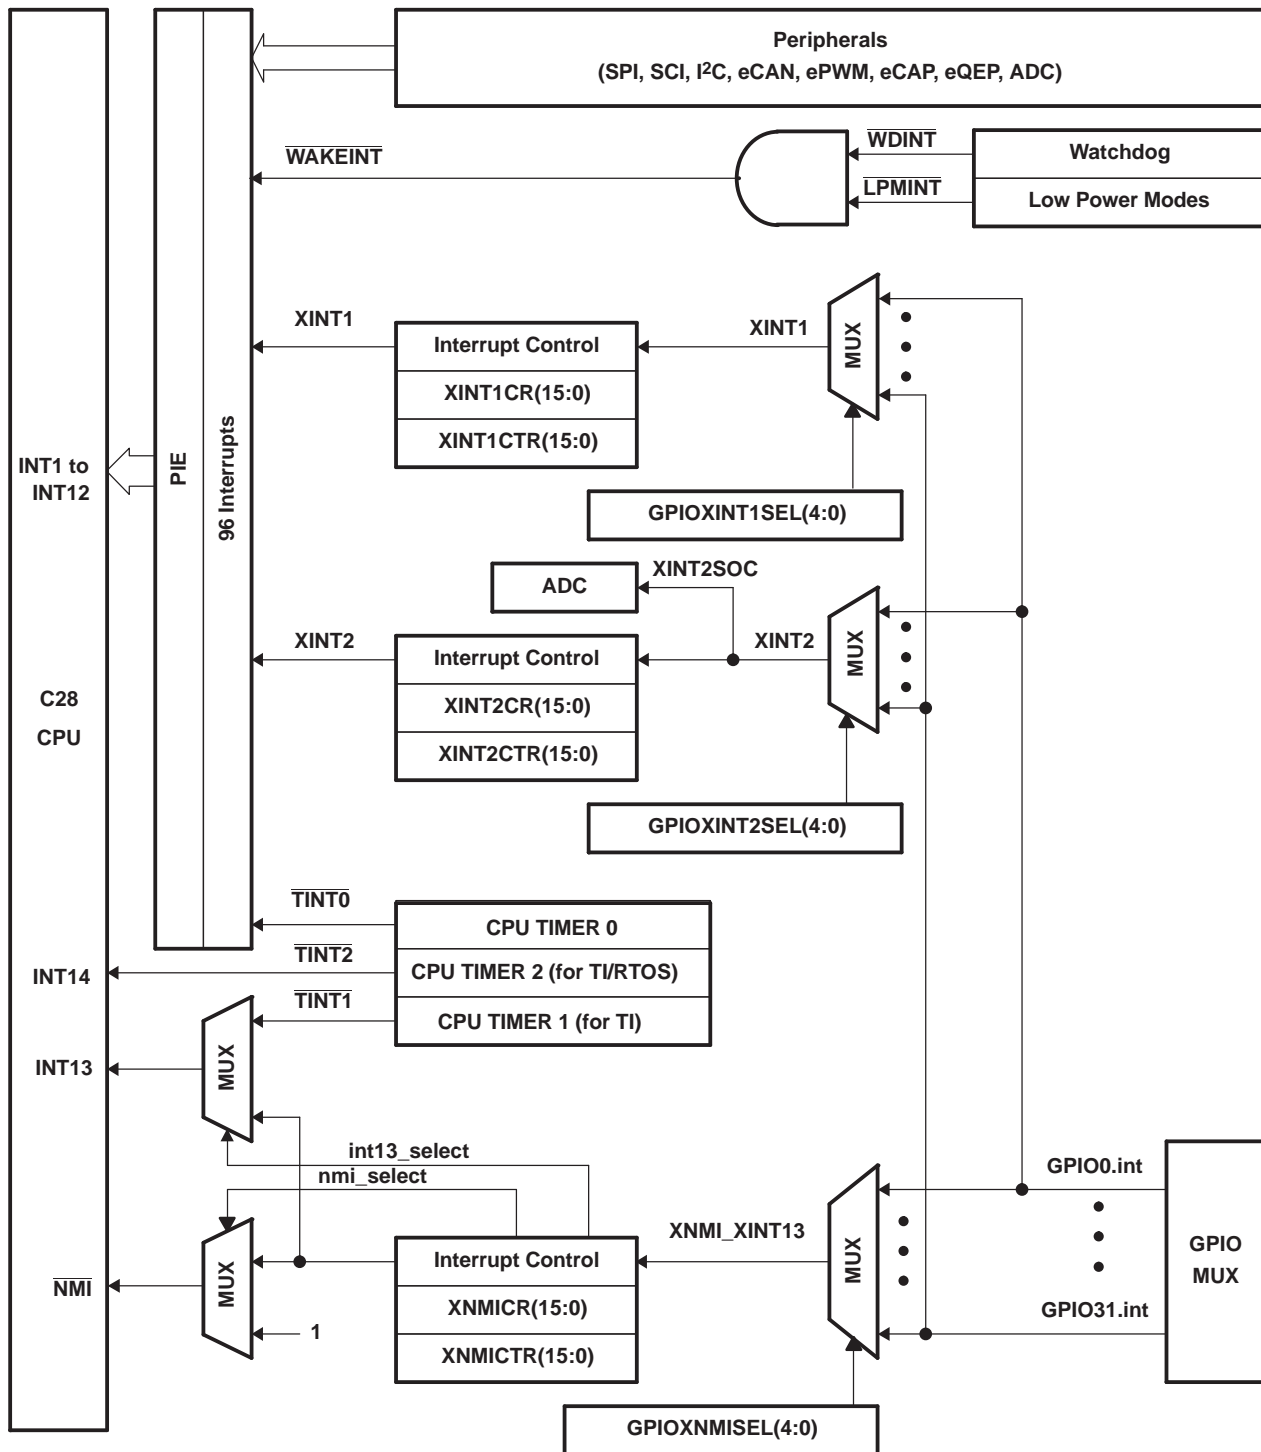 Peripherals
(SPI, SCI, I²C, eCAN, ePWM, eCAP, eQEP, ADC)
WDINT
Watchdog
WAKEINT
LPMINT
Low Power Modes
XINT1
Interrupt Control
XINT1
MUX
XINT1CR(15:0)
XINT1CTR(15:0)
INT1 to
INT12
PIE
96 Interrupts
GPIOXINT1SEL(4:0)
XINT2SOC
ADC
XINT2
Interrupt Control
XINT2
MUX
XINT2CR(15:0)
XINT2CTR(15:0)
C28
CPU
GPIOXINT2SEL(4:0)
TINT0
CPU TIMER 0
TINT2
CPU TIMER 2 (for TI/RTOS)
INT14
TINT1
CPU TIMER 1 (for TI)
INT13
MUX
int13_select
nmi_select
GPIO0.int
XNMI_XINT13
Interrupt Control
MUX
GPIO
MUX
NMI
MUX
XNMICR(15:0)
GPIO31.int
1
XNMICTR(15:0)
GPIOXNMISEL(4:0)